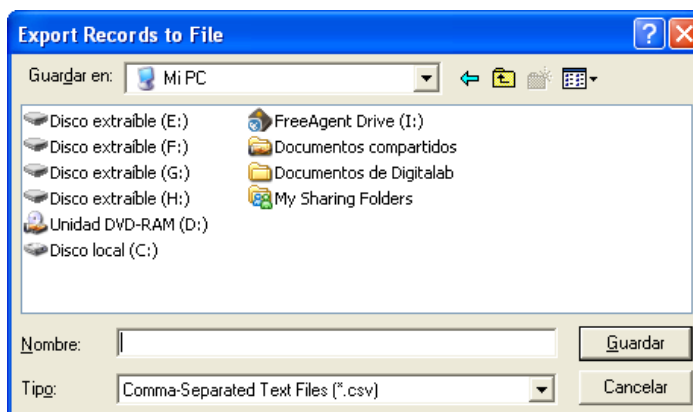 Export Records to File
Guardar en: Mi PC
Disco extraíble (E:)
Disco extraíble (F:)
Disco extraíble (G:)
Disco extraíble (H:)
Unidad DVD-RAM (D:)
Disco local (C:)
FreeAgent Drive (I:)
Documentos compartidos
Documentos de Digitalab
My Sharing Folders
Nombre:
Guardar
Tipo: Comma-Separated Text Files (*.csv)
Cancelar